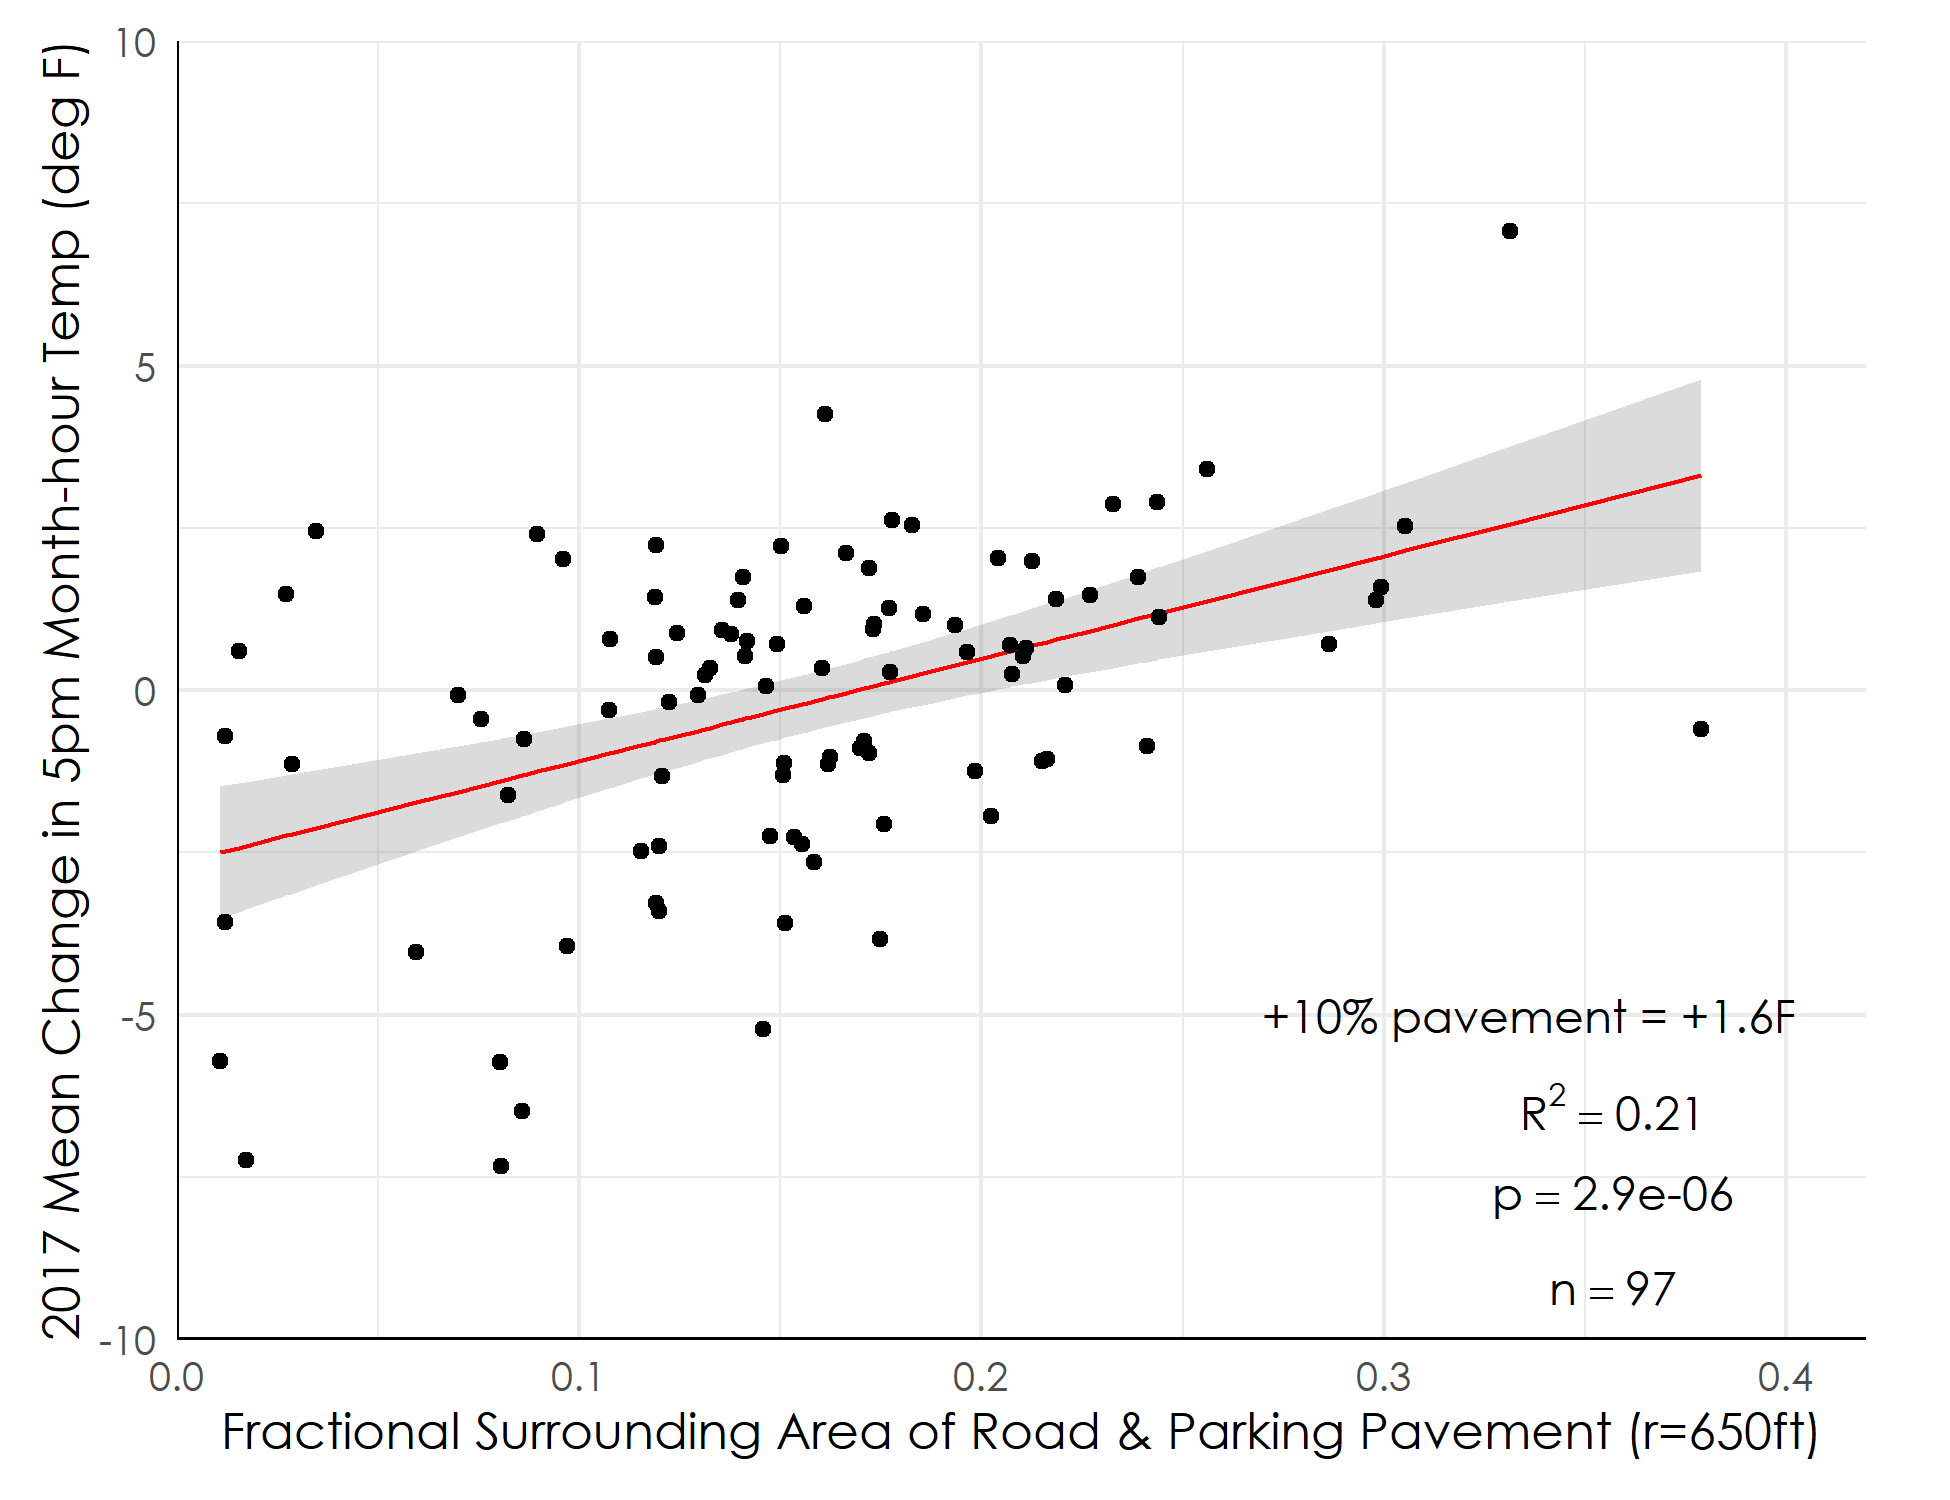 2017 Mean Change in 5pm Month-hour Temp (deg F)
10
5
0
-5
-10
+10% pavement = +1.6F
R² = 0.21
p = 2.9e-06
n = 97
0.0 0.1 0.2 0.3 0.4
Fractional Surrounding Area of Road & Parking Pavement (r=650ft)